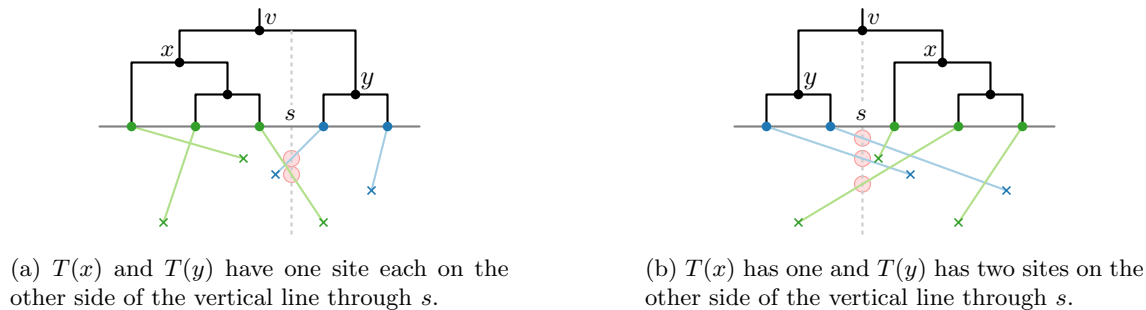 v
x
y
s
(a) T(x) and T(y) have one site each on the
other side of the vertical line through s.
v
x
y
s
(b) T(x) has one and T(y) has two sites on the
other side of the vertical line through s.